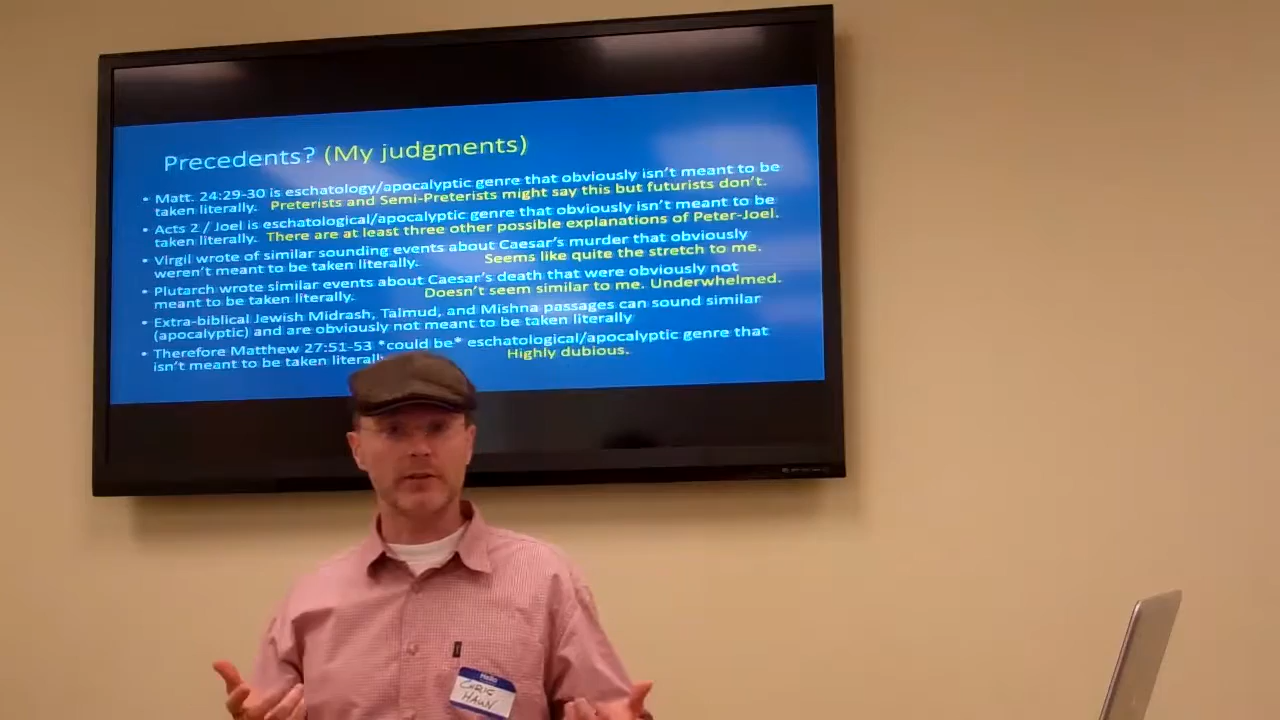 Precedents? (My judgments)
• Matt. 24:29-30 is eschatology/apocalyptic genre that obviously isn't meant to be
taken literally. Preterists and Semi-Preterists might say this but futurists don't.
• Acts 2 / Joel is eschatological/apocalyptic genre that obviously isn't meant to be
taken literally. There are at least three other possible explanations of Peter-Joel.
• Virgil wrote of similar sounding events about Caesar's murder that obviously
weren't meant to be taken literally. Seems like quite the stretch to me.
• Plutarch wrote similar events about Caesar's death that were obviously not
meant to be taken literally. Doesn't seem similar to me. Underwhelmed.
• Extra-biblical Jewish Midrash, Talmud, and Mishna passages can sound similar
(apocalyptic) and are obviously not meant to be taken literally
• Therefore Matthew 27:51-53 *could be* eschatological/apocalyptic genre that
isn't meant to be taken literally Highly dubious.
Hello
CHRIS
HAUN